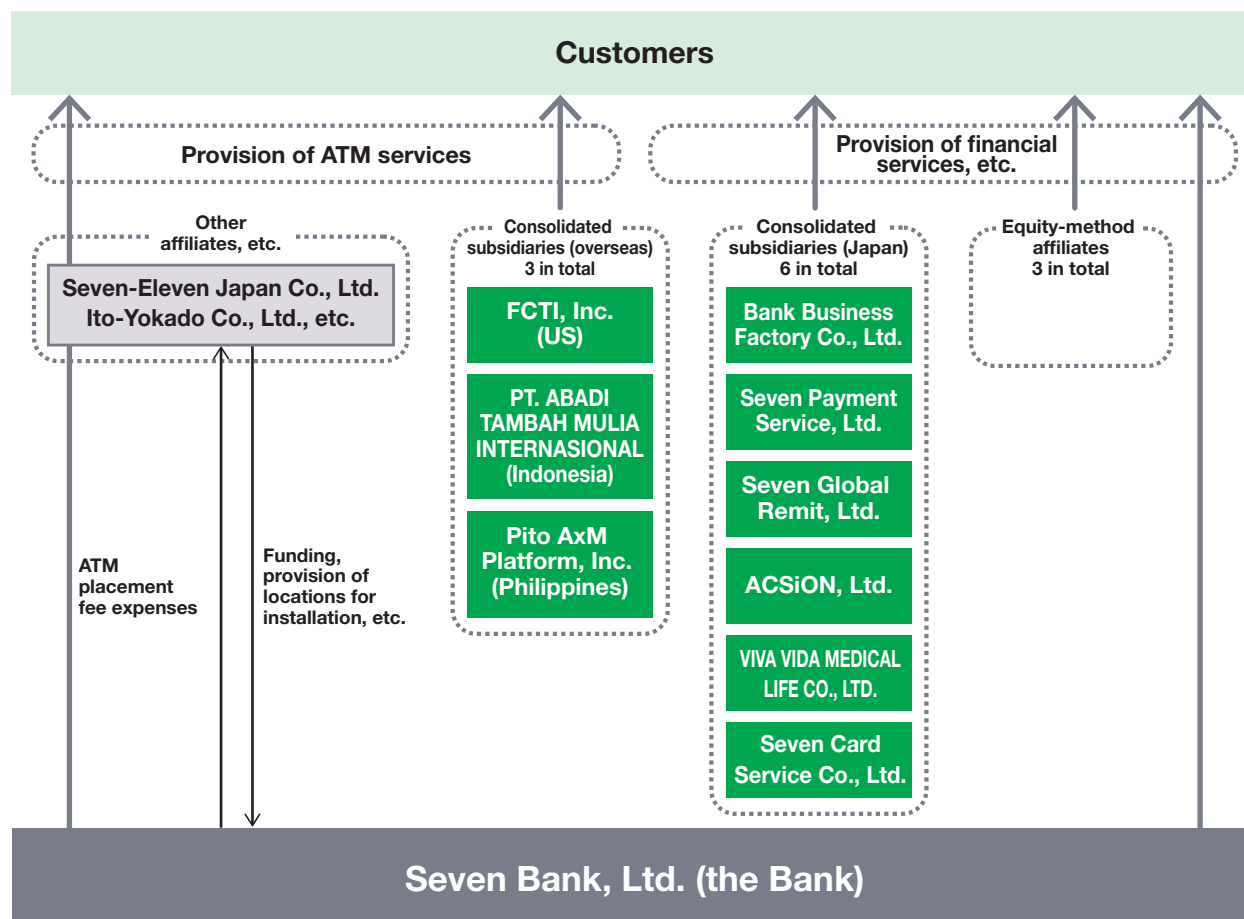 Customers
Provision of ATM services
Provision of financial
services, etc.
Other
affiliates, etc.
Seven-Eleven Japan Co., Ltd.
Ito-Yokado Co., Ltd., etc.
ATM
placement
fee expenses
Funding,
provision of
locations for
installation, etc.
Consolidated
subsidiaries (overseas)
3 in total
FCTI, Inc.
(US)
PT. ABADI
TAMBAH MULIA
INTERNASIONAL
(Indonesia)
Pito AxM
Platform, Inc.
(Philippines)
Consolidated
subsidiaries (Japan)
6 in total
Bank Business
Factory Co., Ltd.
Seven Payment
Service, Ltd.
Seven Global
Remit, Ltd.
ACSiON, Ltd.
VIVA VIDA MEDICAL
LIFE CO., LTD.
Seven Card
Service Co., Ltd.
Equity-method
affiliates
3 in total
Seven Bank, Ltd. (the Bank)